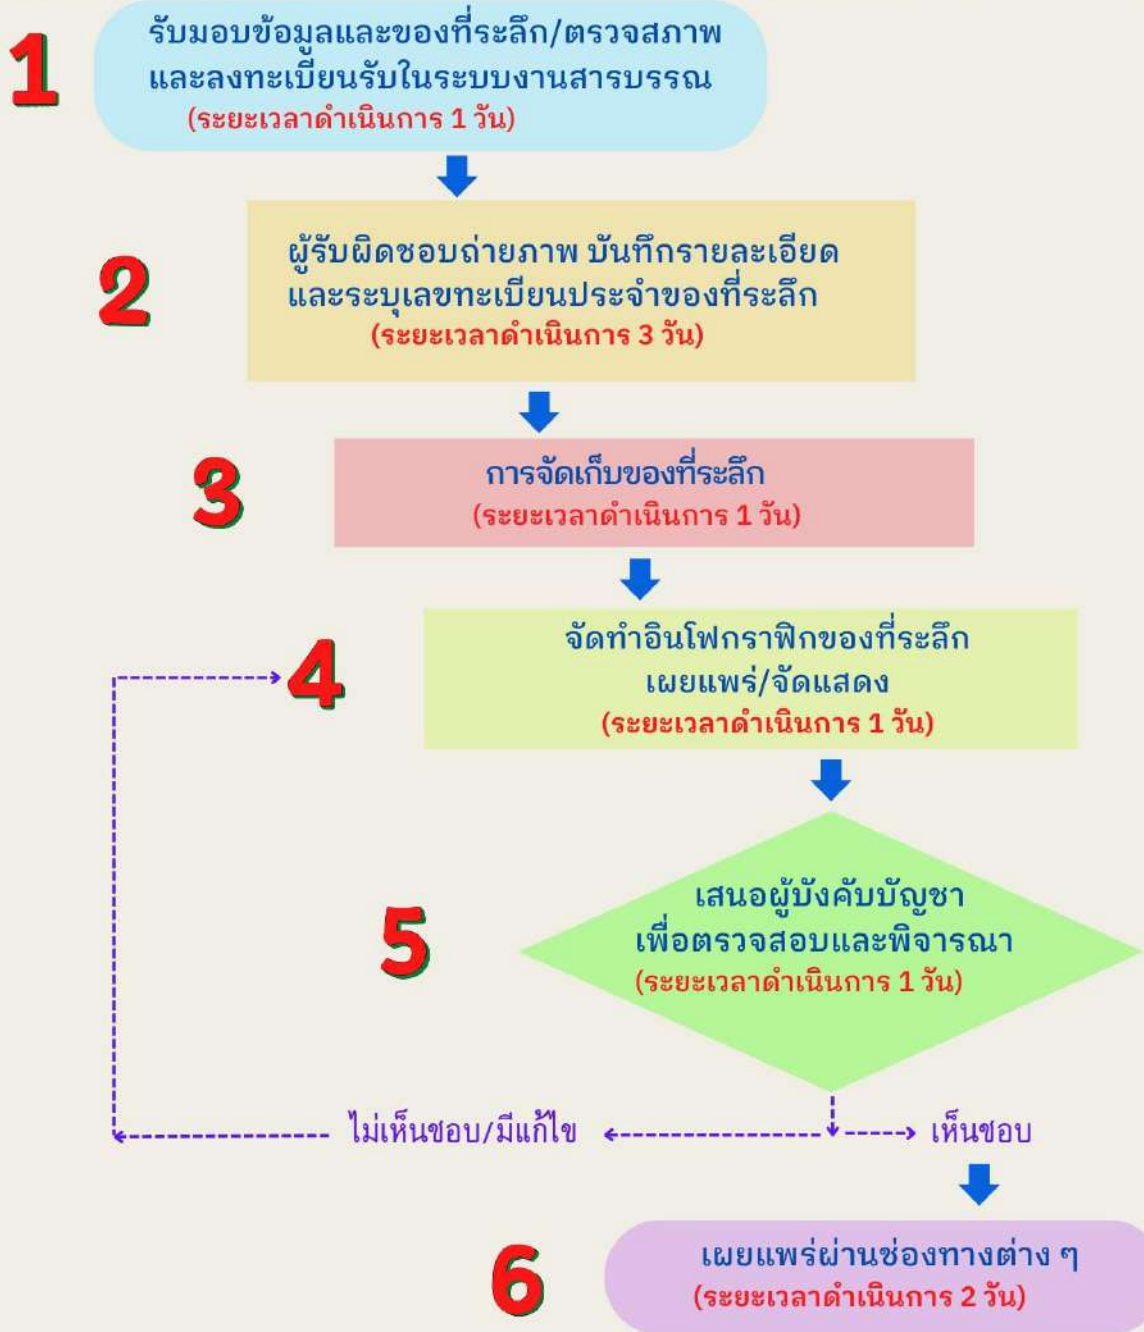 1
รับมอบข้อมูลและของที่ระลึก/ตรวจสภาพ
และลงทะเบียนรับในระบบงานสารบรรณ
(ระยะเวลาดำเนินการ 1 วัน)
2
ผู้รับผิดชอบถ่ายภาพ บันทึกรายละเอียด
และระบุเลขทะเบียนประจำของที่ระลึก
(ระยะเวลาดำเนินการ 3 วัน)
3
การจัดเก็บของที่ระลึก
(ระยะเวลาดำเนินการ 1 วัน)
4
จัดทำอินโฟกราฟิกของที่ระลึก
เผยแพร่/จัดแสดง
(ระยะเวลาดำเนินการ 1 วัน)
5
เสนอผู้บังคับบัญชา
เพื่อตรวจสอบและพิจารณา
(ระยะเวลาดำเนินการ 1 วัน)
ไม่เห็นชอบ/มีแก้ไข
เห็นชอบ
6
เผยแพร่ผ่านช่องทางต่าง ๆ
(ระยะเวลาดำเนินการ 2 วัน)